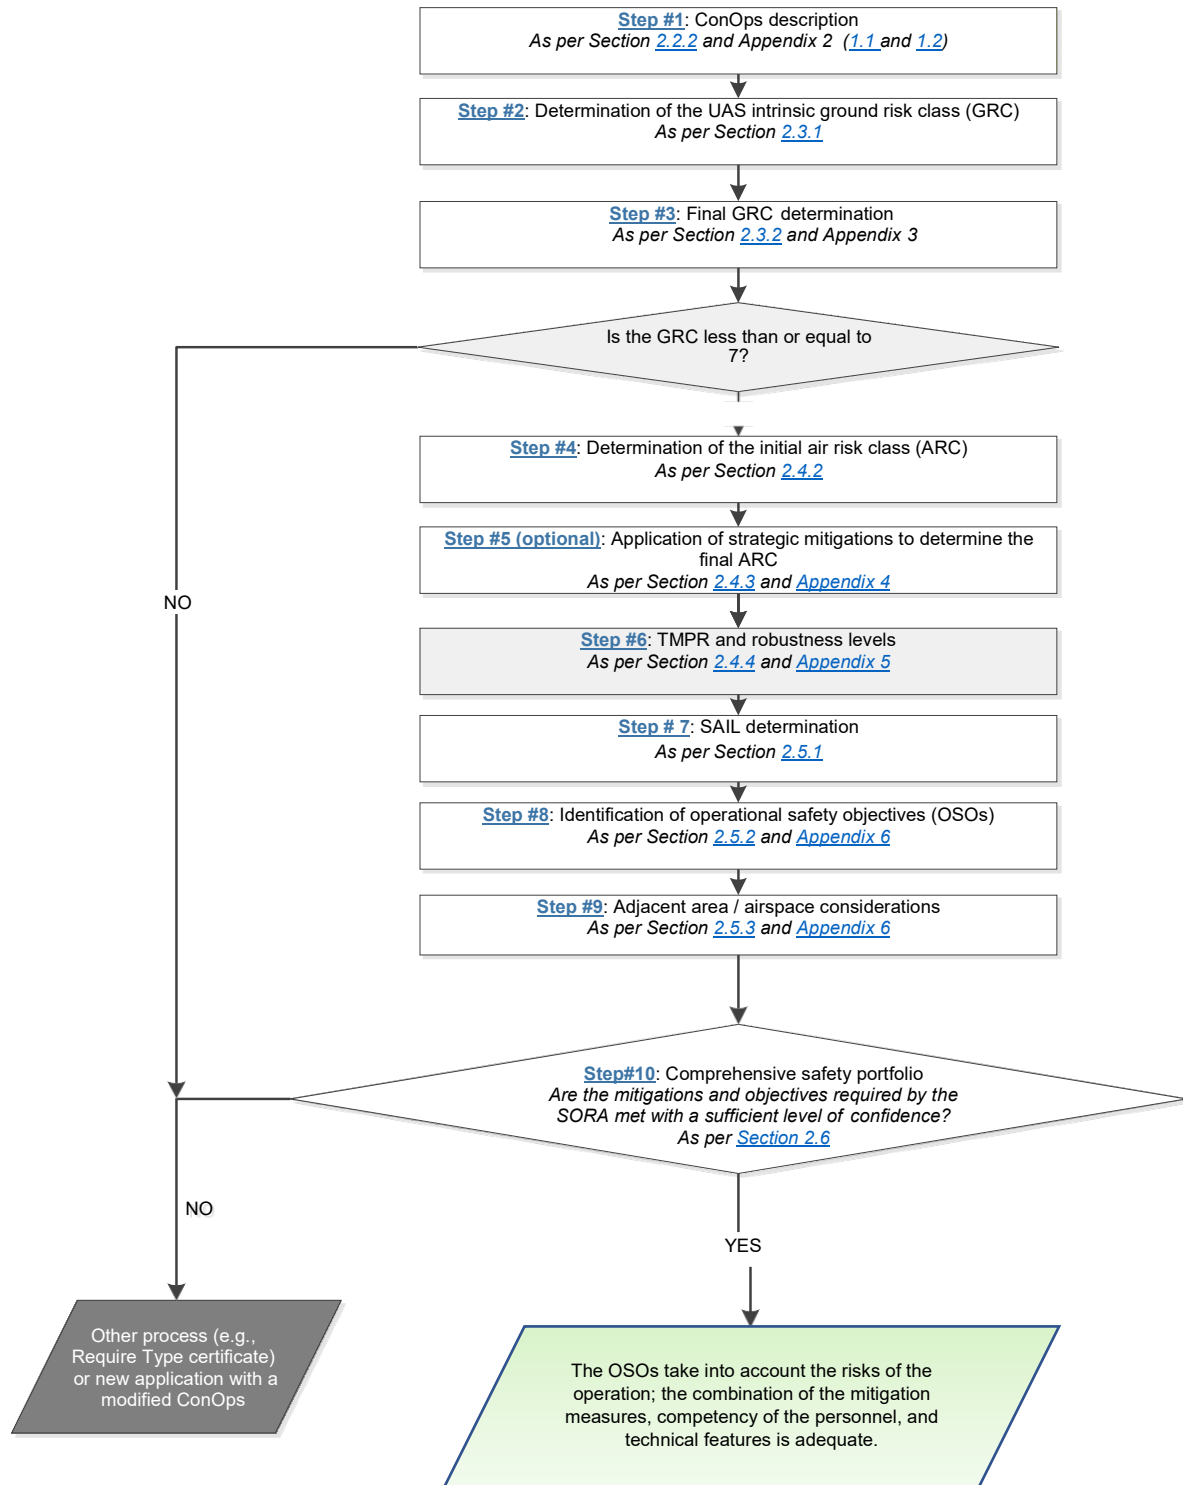 Step #1: ConOps description
As per Section 2.2.2 and Appendix 2 (1.1 and 1.2)
Step #2: Determination of the UAS intrinsic ground risk class (GRC)
As per Section 2.3.1
Step #3: Final GRC determination
As per Section 2.3.2 and Appendix 3
Is the GRC less than or equal to
7?
Step #4: Determination of the initial air risk class (ARC)
As per Section 2.4.2
Step #5 (optional): Application of strategic mitigations to determine the
final ARC
As per Section 2.4.3 and Appendix 4
NO
Step #6: TMPR and robustness levels
As per Section 2.4.4 and Appendix 5
Step # 7: SAIL determination
As per Section 2.5.1
Step #8: Identification of operational safety objectives (OSOs)
As per Section 2.5.2 and Appendix 6
Step #9: Adjacent area / airspace considerations
As per Section 2.5.3 and Appendix 6
Step#10: Comprehensive safety portfolio
Are the mitigations and objectives required by the
SORA met with a sufficient level of confidence?
As per Section 2.6
NO
YES
Other process (e.g.,
Require Type certificate)
or new application with a
modified ConOps
The OSOs take into account the risks of the
operation; the combination of the mitigation
measures, competency of the personnel, and
technical features is adequate.